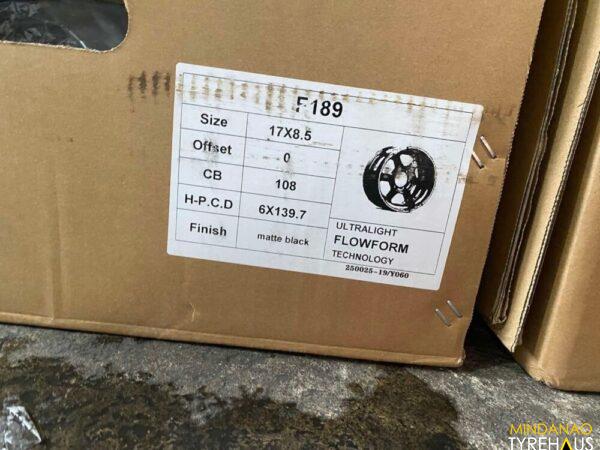 F189
Size 17X8.5
Offset 0
CB 108
H-P.C.D 6X139.7
Finish matte black
ULTRALIGHT
FLOWFORM
TECHNOLOGY
250025-19/Y060
MINDANAO
TYREHAUS